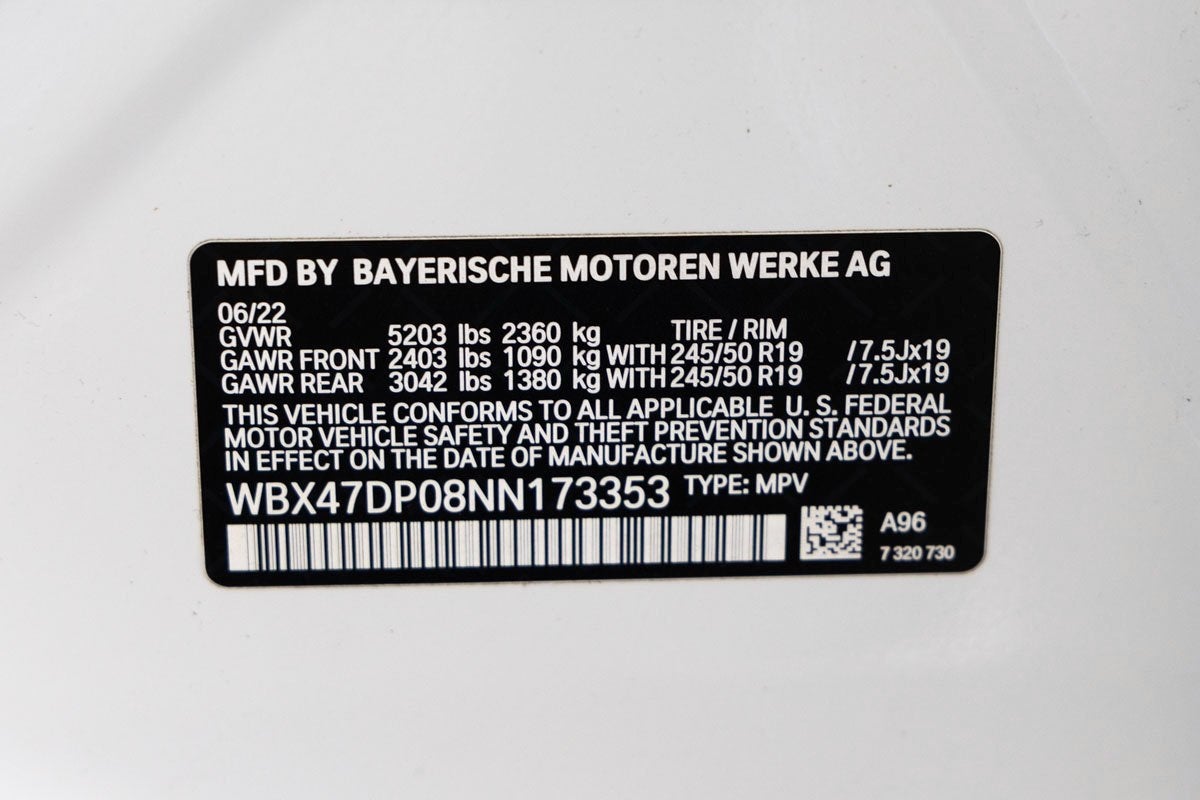 MFD BY BAYERISCHE MOTOREN WERKE AG
06/22
GVWR 5203 lbs 2360 kg TIRE / RIM
GAWR FRONT 2403 lbs 1090 kg WITH 245/50 R19 /7.5Jx19
GAWR REAR 3042 lbs 1380 kg WITH 245/50 R19 /7.5Jx19
THIS VEHICLE CONFORMS TO ALL APPLICABLE U. S. FEDERAL
MOTOR VEHICLE SAFETY AND THEFT PREVENTION STANDARDS
IN EFFECT ON THE DATE OF MANUFACTURE SHOWN ABOVE.
WBX47DP08NN173353 TYPE: MPV
A96
7 320 730